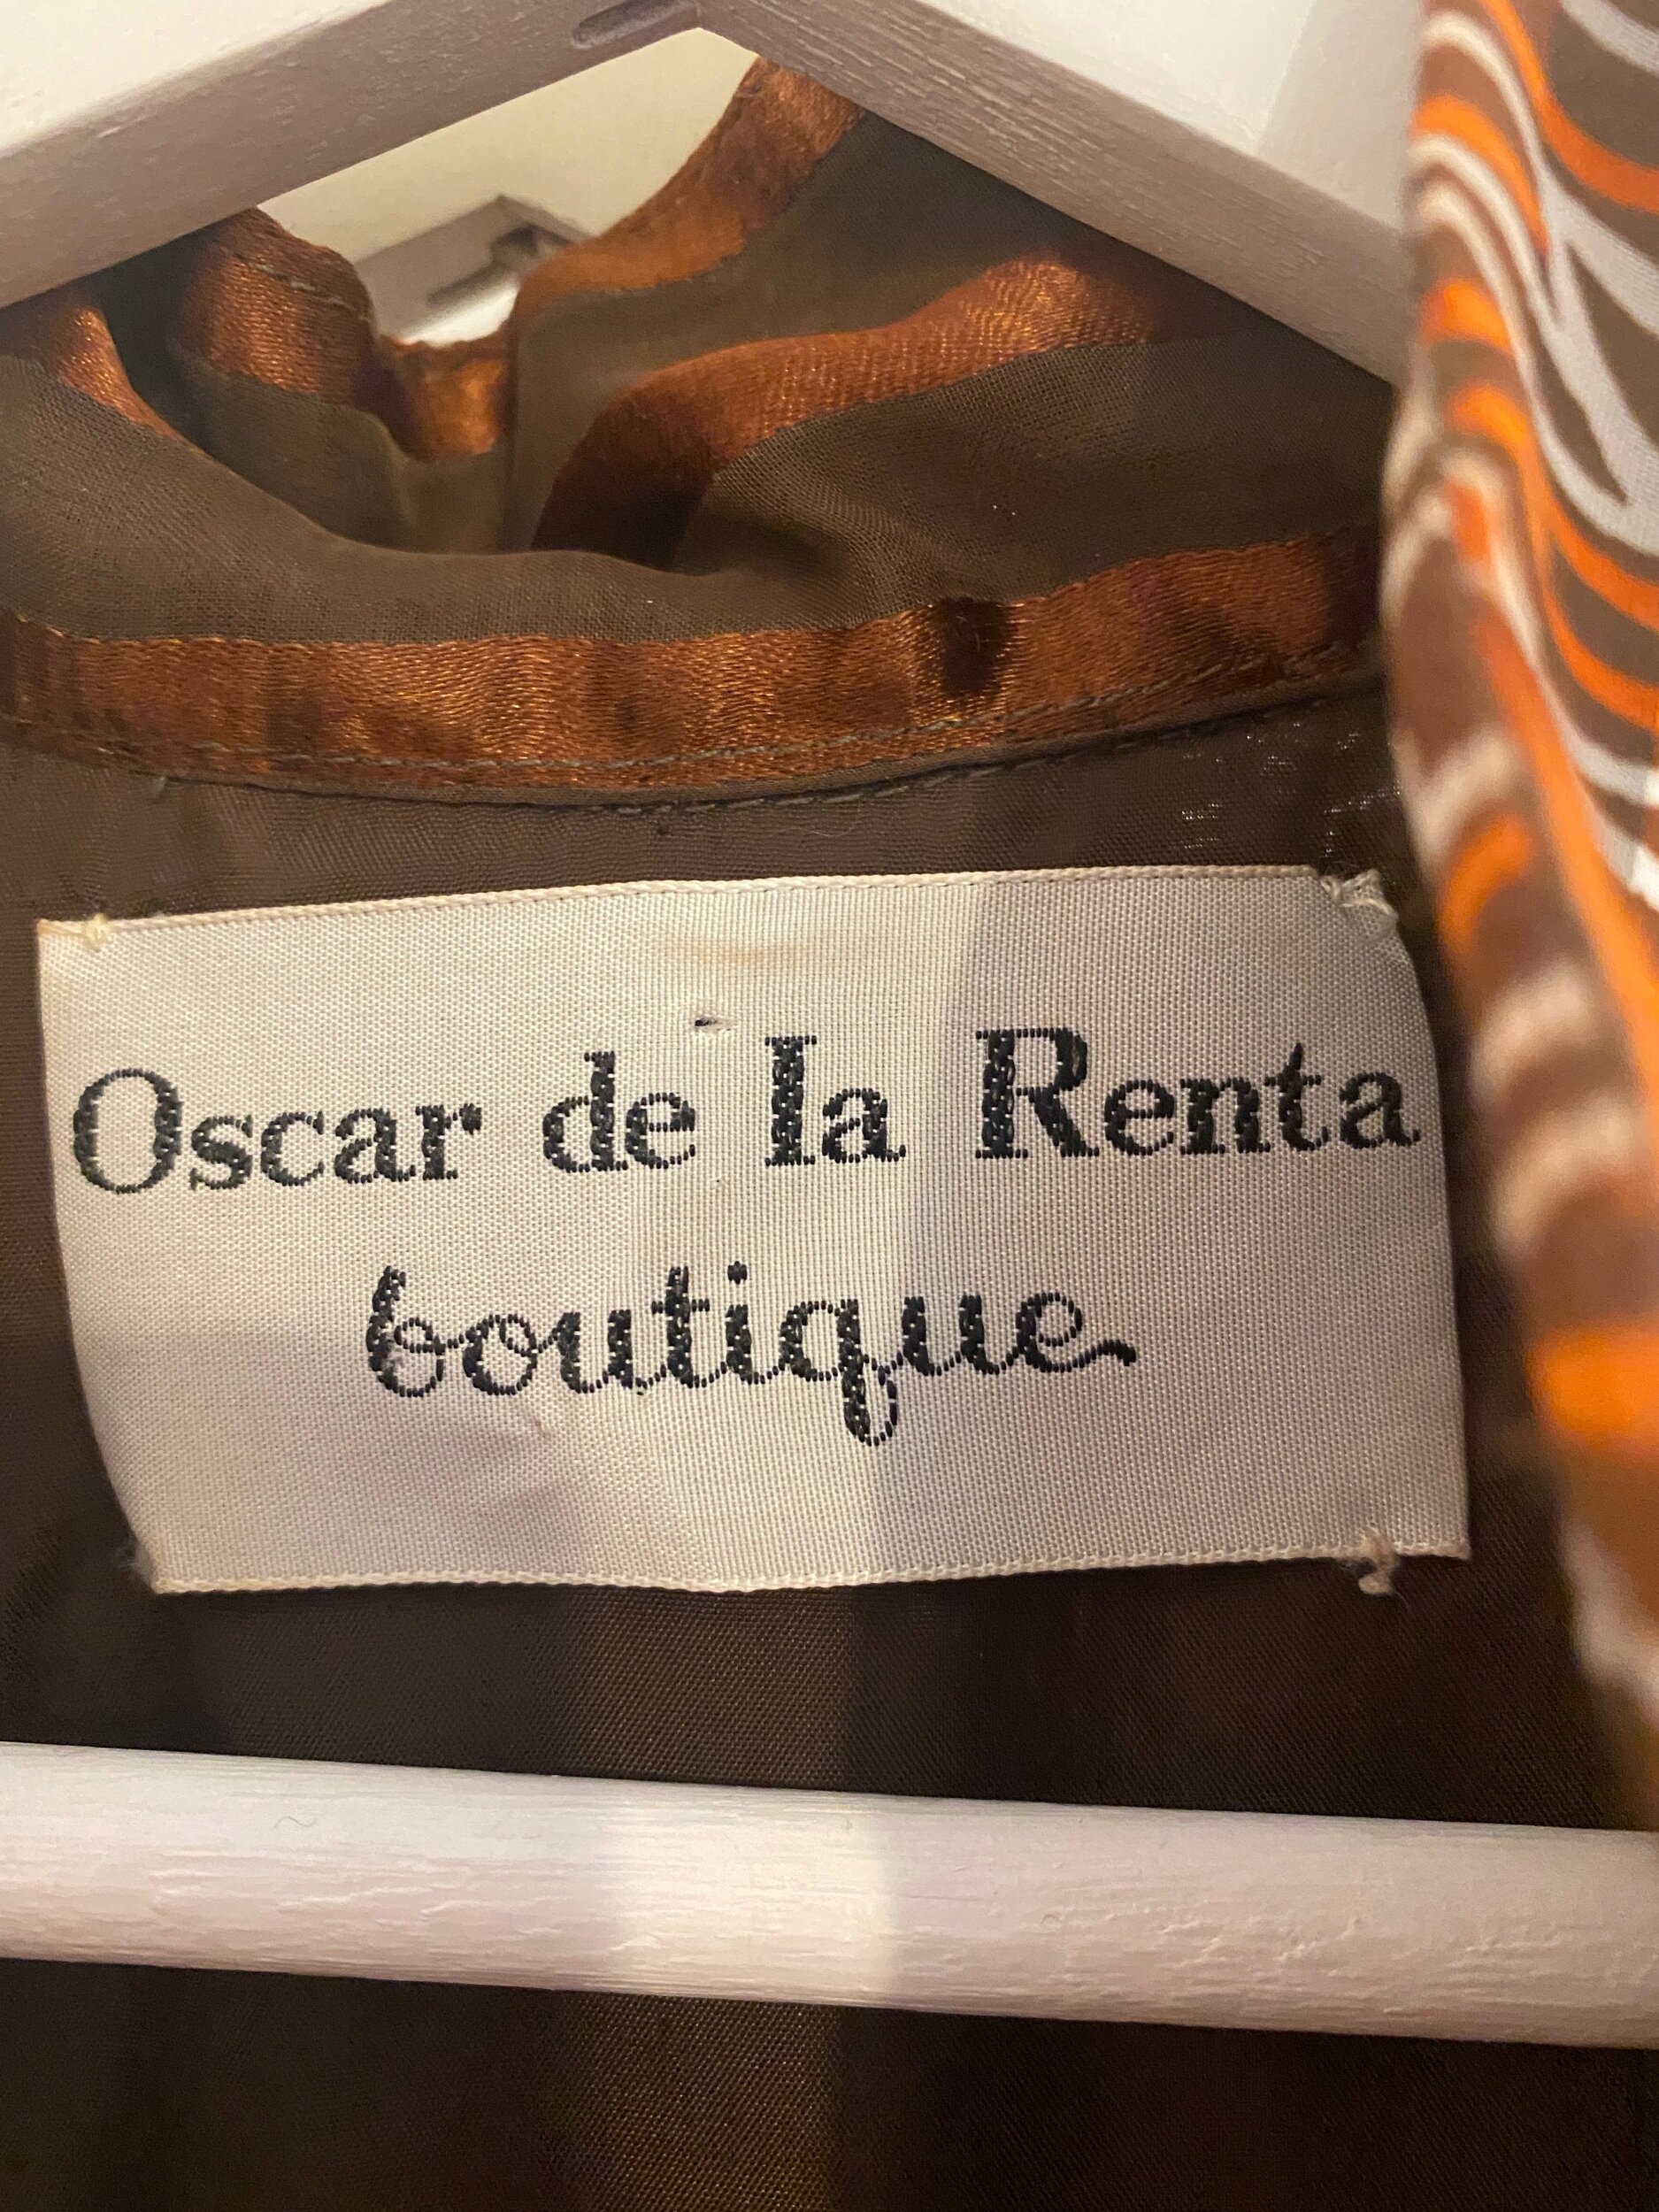 Oscar de la Renta
boutique